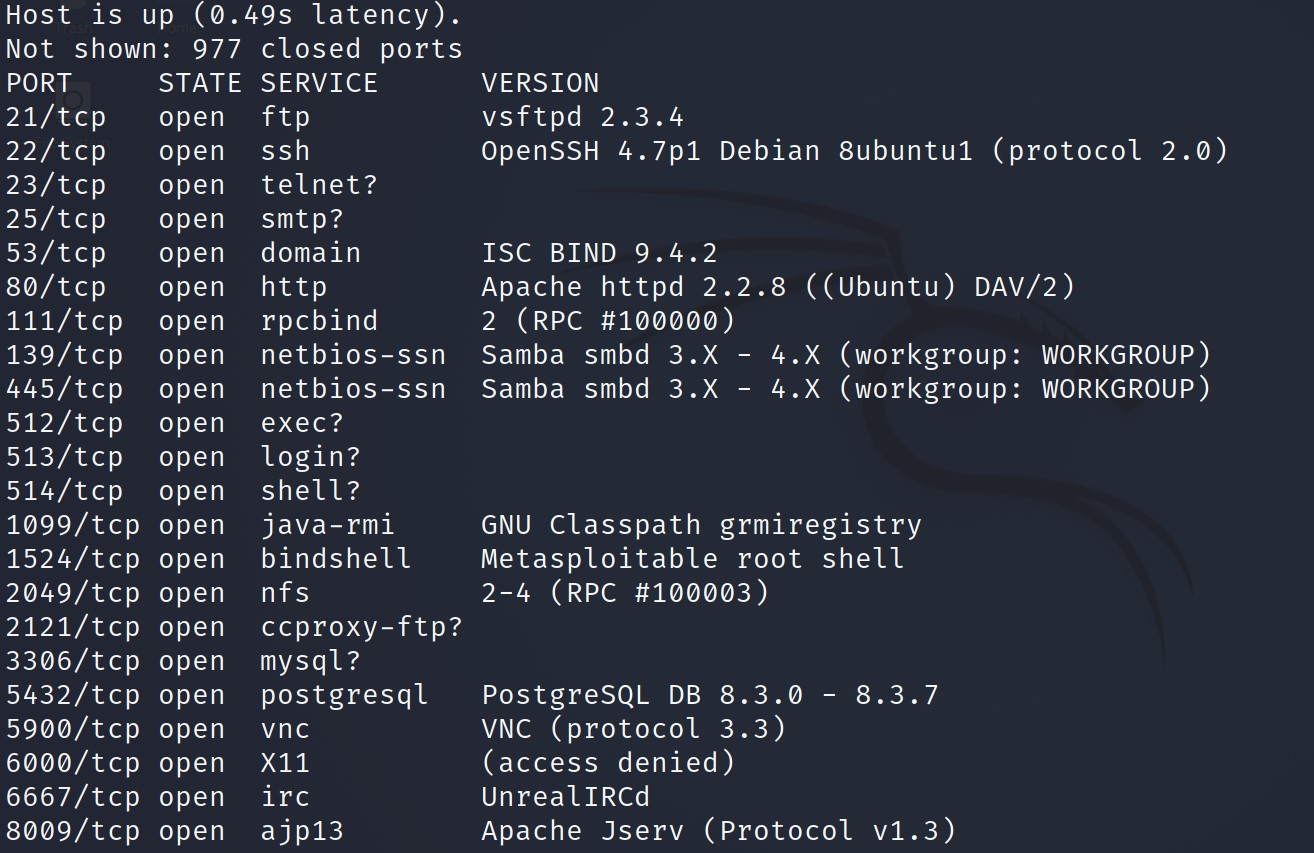 Host is up (0.49s latency).
Not shown: 977 closed ports
PORT     STATE SERVICE      VERSION
21/tcp   open  ftp          vsftpd 2.3.4
22/tcp   open  ssh          OpenSSH 4.7p1 Debian 8ubuntu1 (protocol 2.0)
23/tcp   open  telnet?
25/tcp   open  smtp?
53/tcp   open  domain       ISC BIND 9.4.2
80/tcp   open  http         Apache httpd 2.2.8 ((Ubuntu) DAV/2)
111/tcp  open  rpcbind      2 (RPC #100000)
139/tcp  open  netbios-ssn  Samba smbd 3.X - 4.X (workgroup: WORKGROUP)
445/tcp  open  netbios-ssn  Samba smbd 3.X - 4.X (workgroup: WORKGROUP)
512/tcp  open  exec?
513/tcp  open  login?
514/tcp  open  shell?
1099/tcp open  java-rmi     GNU Classpath grmiregistry
1524/tcp open  bindshell    Metasploitable root shell
2049/tcp open  nfs          2-4 (RPC #100003)
2121/tcp open  ccproxy-ftp?
3306/tcp open  mysql?
5432/tcp open  postgresql   PostgreSQL DB 8.3.0 - 8.3.7
5900/tcp open  vnc          VNC (protocol 3.3)
6000/tcp open  X11          (access denied)
6667/tcp open  irc          UnrealIRCd
8009/tcp open  ajp13        Apache Jserv (Protocol v1.3)